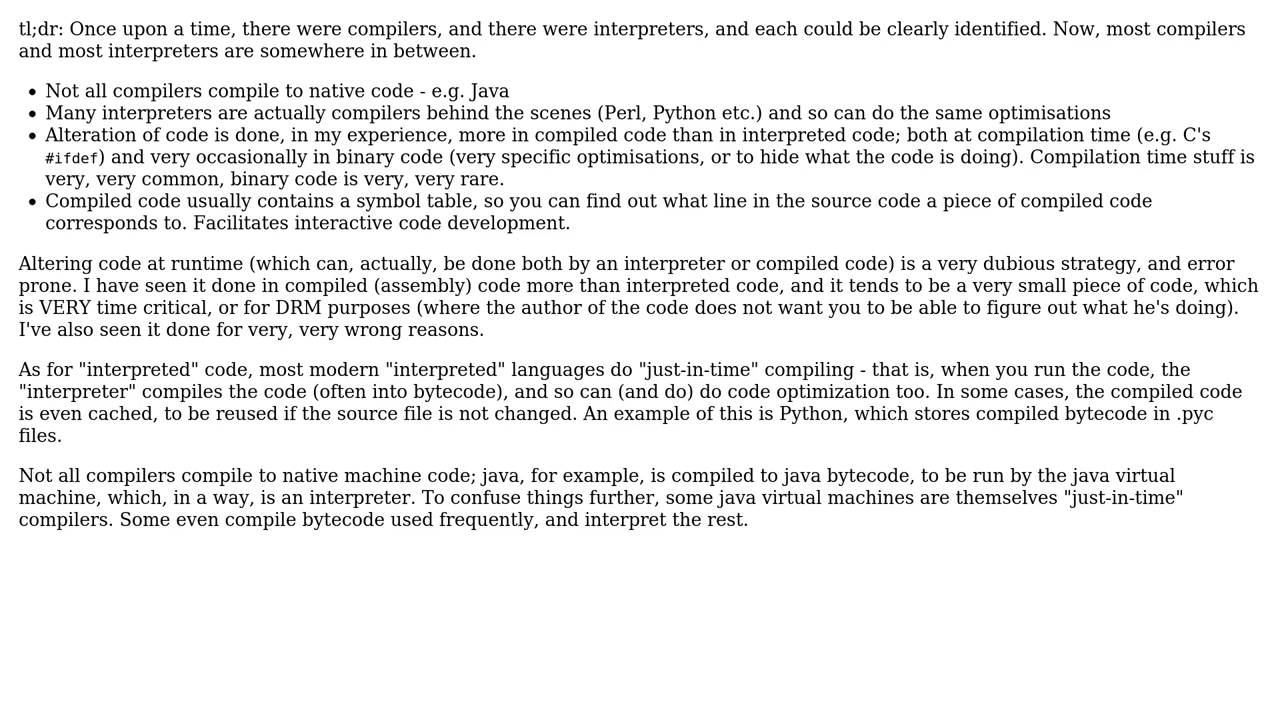 tl;dr: Once upon a time, there were compilers, and there were interpreters, and each could be clearly identified. Now, most compilers
and most interpreters are somewhere in between.
• Not all compilers compile to native code - e.g. Java
• Many interpreters are actually compilers behind the scenes (Perl, Python etc.) and so can do the same optimisations
• Alteration of code is done, in my experience, more in compiled code than in interpreted code; both at compilation time (e.g. C's
#ifdef) and very occasionally in binary code (very specific optimisations, or to hide what the code is doing). Compilation time stuff is
very, very common, binary code is very, very rare.
• Compiled code usually contains a symbol table, so you can find out what line in the source code a piece of compiled code
corresponds to. Facilitates interactive code development.
Altering code at runtime (which can, actually, be done both by an interpreter or compiled code) is a very dubious strategy, and error
prone. I have seen it done in compiled (assembly) code more than interpreted code, and it tends to be a very small piece of code, which
is VERY time critical, or for DRM purposes (where the author of the code does not want you to be able to figure out what he's doing).
I've also seen it done for very, very wrong reasons.
As for "interpreted" code, most modern "interpreted" languages do "just-in-time" compiling - that is, when you run the code, the
"interpreter" compiles the code (often into bytecode), and so can (and do) do code optimization too. In some cases, the compiled code
is even cached, to be reused if the source file is not changed. An example of this is Python, which stores compiled bytecode in .pyc
files.
Not all compilers compile to native machine code; java, for example, is compiled to java bytecode, to be run by the java virtual
machine, which, in a way, is an interpreter. To confuse things further, some java virtual machines are themselves "just-in-time"
compilers. Some even compile bytecode used frequently, and interpret the rest.